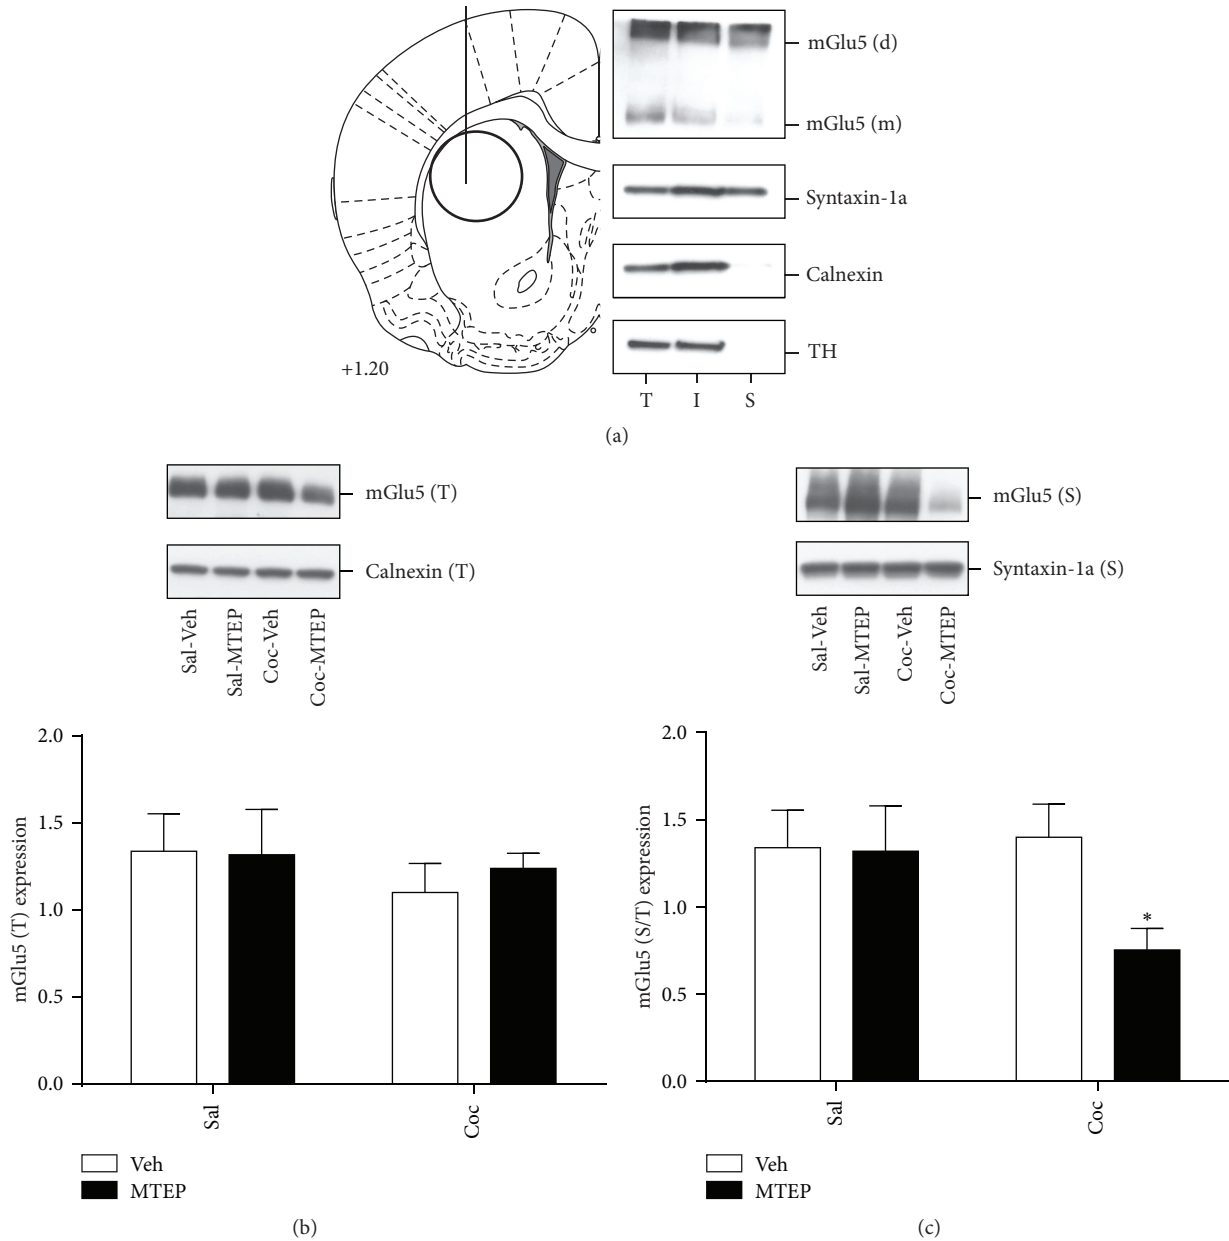 mGlu5 (d)
mGlu5 (m)
Syntaxin-1a
Calnexin
TH
+1.20
T I S
(a)
mGlu5 (T)
Calnexin (T)
Sal-Veh
Sal-MTEP
Coc-Veh
Coc-MTEP
2.0
1.5
1.0
0.5
0.0
mGlu5 (T) expression
Sal
Coc
Veh
MTEP
(b)
mGlu5 (S)
Syntaxin-1a (S)
Sal-Veh
Sal-MTEP
Coc-Veh
Coc-MTEP
2.0
1.5
1.0
0.5
0.0
mGlu5 (S/T) expression
*
Sal
Coc
Veh
MTEP
(c)